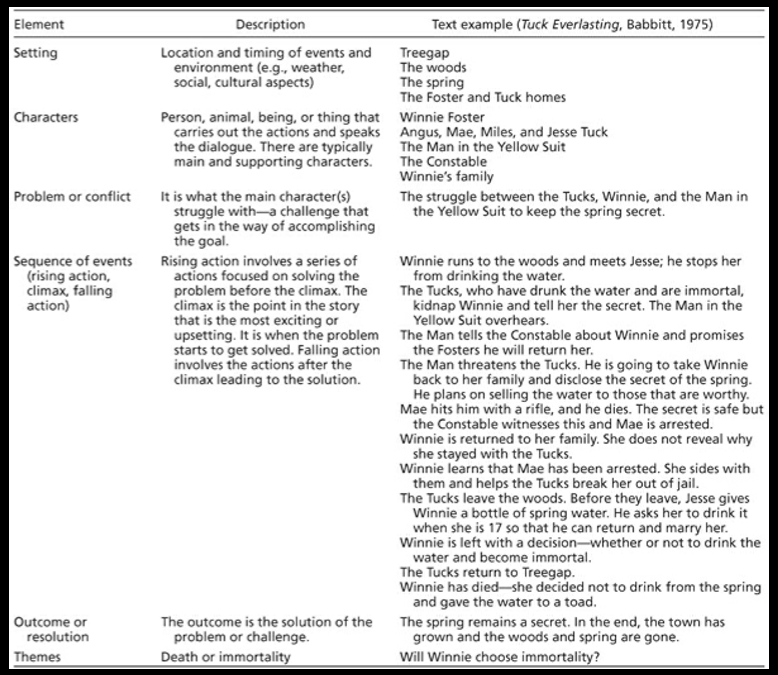 Element Description Text example (Tuck Everlasting, Babbitt, 1975)
Setting Location and timing of events and Treegap
environment (e.g., weather, The woods
social, cultural aspects) The spring
The Foster and Tuck homes
Characters Person, animal, being, or thing that Winnie Foster
carries out the actions and speaks Angus, Mae, Miles, and Jesse Tuck
the dialogue. There are typically The Man in the Yellow Suit
main and supporting characters. The Constable
Winnie's family
Problem or conflict It is what the main character(s) The struggle between the Tucks, Winnie, and the Man in
struggle with—a challenge that the Yellow Suit to keep the spring secret.
gets in the way of accomplishing
the goal.
Sequence of events Rising action involves a series of Winnie runs to the woods and meets Jesse; he stops her
(rising action, actions focused on solving the from drinking the water.
climax, falling problem before the climax. The The Tucks, who have drunk the water and are immortal,
action) climax is the point in the story kidnap Winnie and tell her the secret. The Man in the
that is the most exciting or Yellow Suit overhears.
upsetting. It is when the problem The Man tells the Constable about Winnie and promises
starts to get solved. Falling action the Fosters he will return her.
involves the actions after the The Man threatens the Tucks. He is going to take Winnie
climax leading to the solution. back to her family and disclose the secret of the spring.
He plans on selling the water to those that are worthy.
Mae hits him with a rifle, and he dies. The secret is safe but
the Constable witnesses this and Mae is arrested.
Winnie is returned to her family. She does not reveal why
she stayed with the Tucks.
Winnie learns that Mae has been arrested. She sides with
them and helps the Tucks break her out of jail.
The Tucks leave the woods. Before they leave, Jesse gives
Winnie a bottle of spring water. He asks her to drink it
when she is 17 so that he can return and marry her.
Winnie is left with a decision—whether or not to drink the
water and become immortal.
The Tucks return to Treegap.
Winnie has died—she decided not to drink from the spring
and gave the water to a toad.
Outcome or The outcome is the solution of the The spring remains a secret. In the end, the town has
resolution problem or challenge. grown and the woods and spring are gone.
Themes Death or immortality Will Winnie choose immortality?